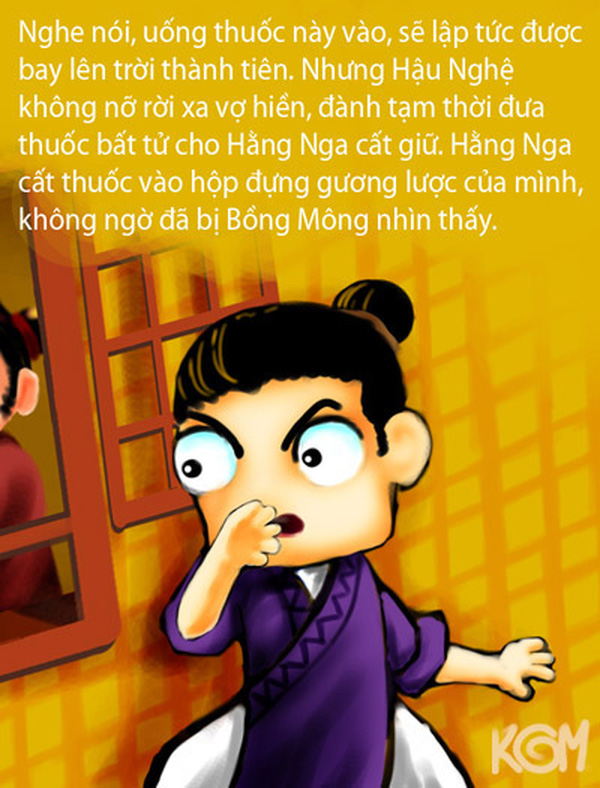 Nghe nói, uống thuốc này vào, sẽ lập tức được
bay lên trời thành tiên. Nhưng Hậu Nghệ
không nỡ rời xa vợ hiền, đành tạm thời đưa
thuốc bất tử cho Hằng Nga cất giữ. Hằng Nga
cất thuốc vào hộp đựng gương lược của mình,
không ngờ đã bị Bồng Mông nhìn thấy.
KGM